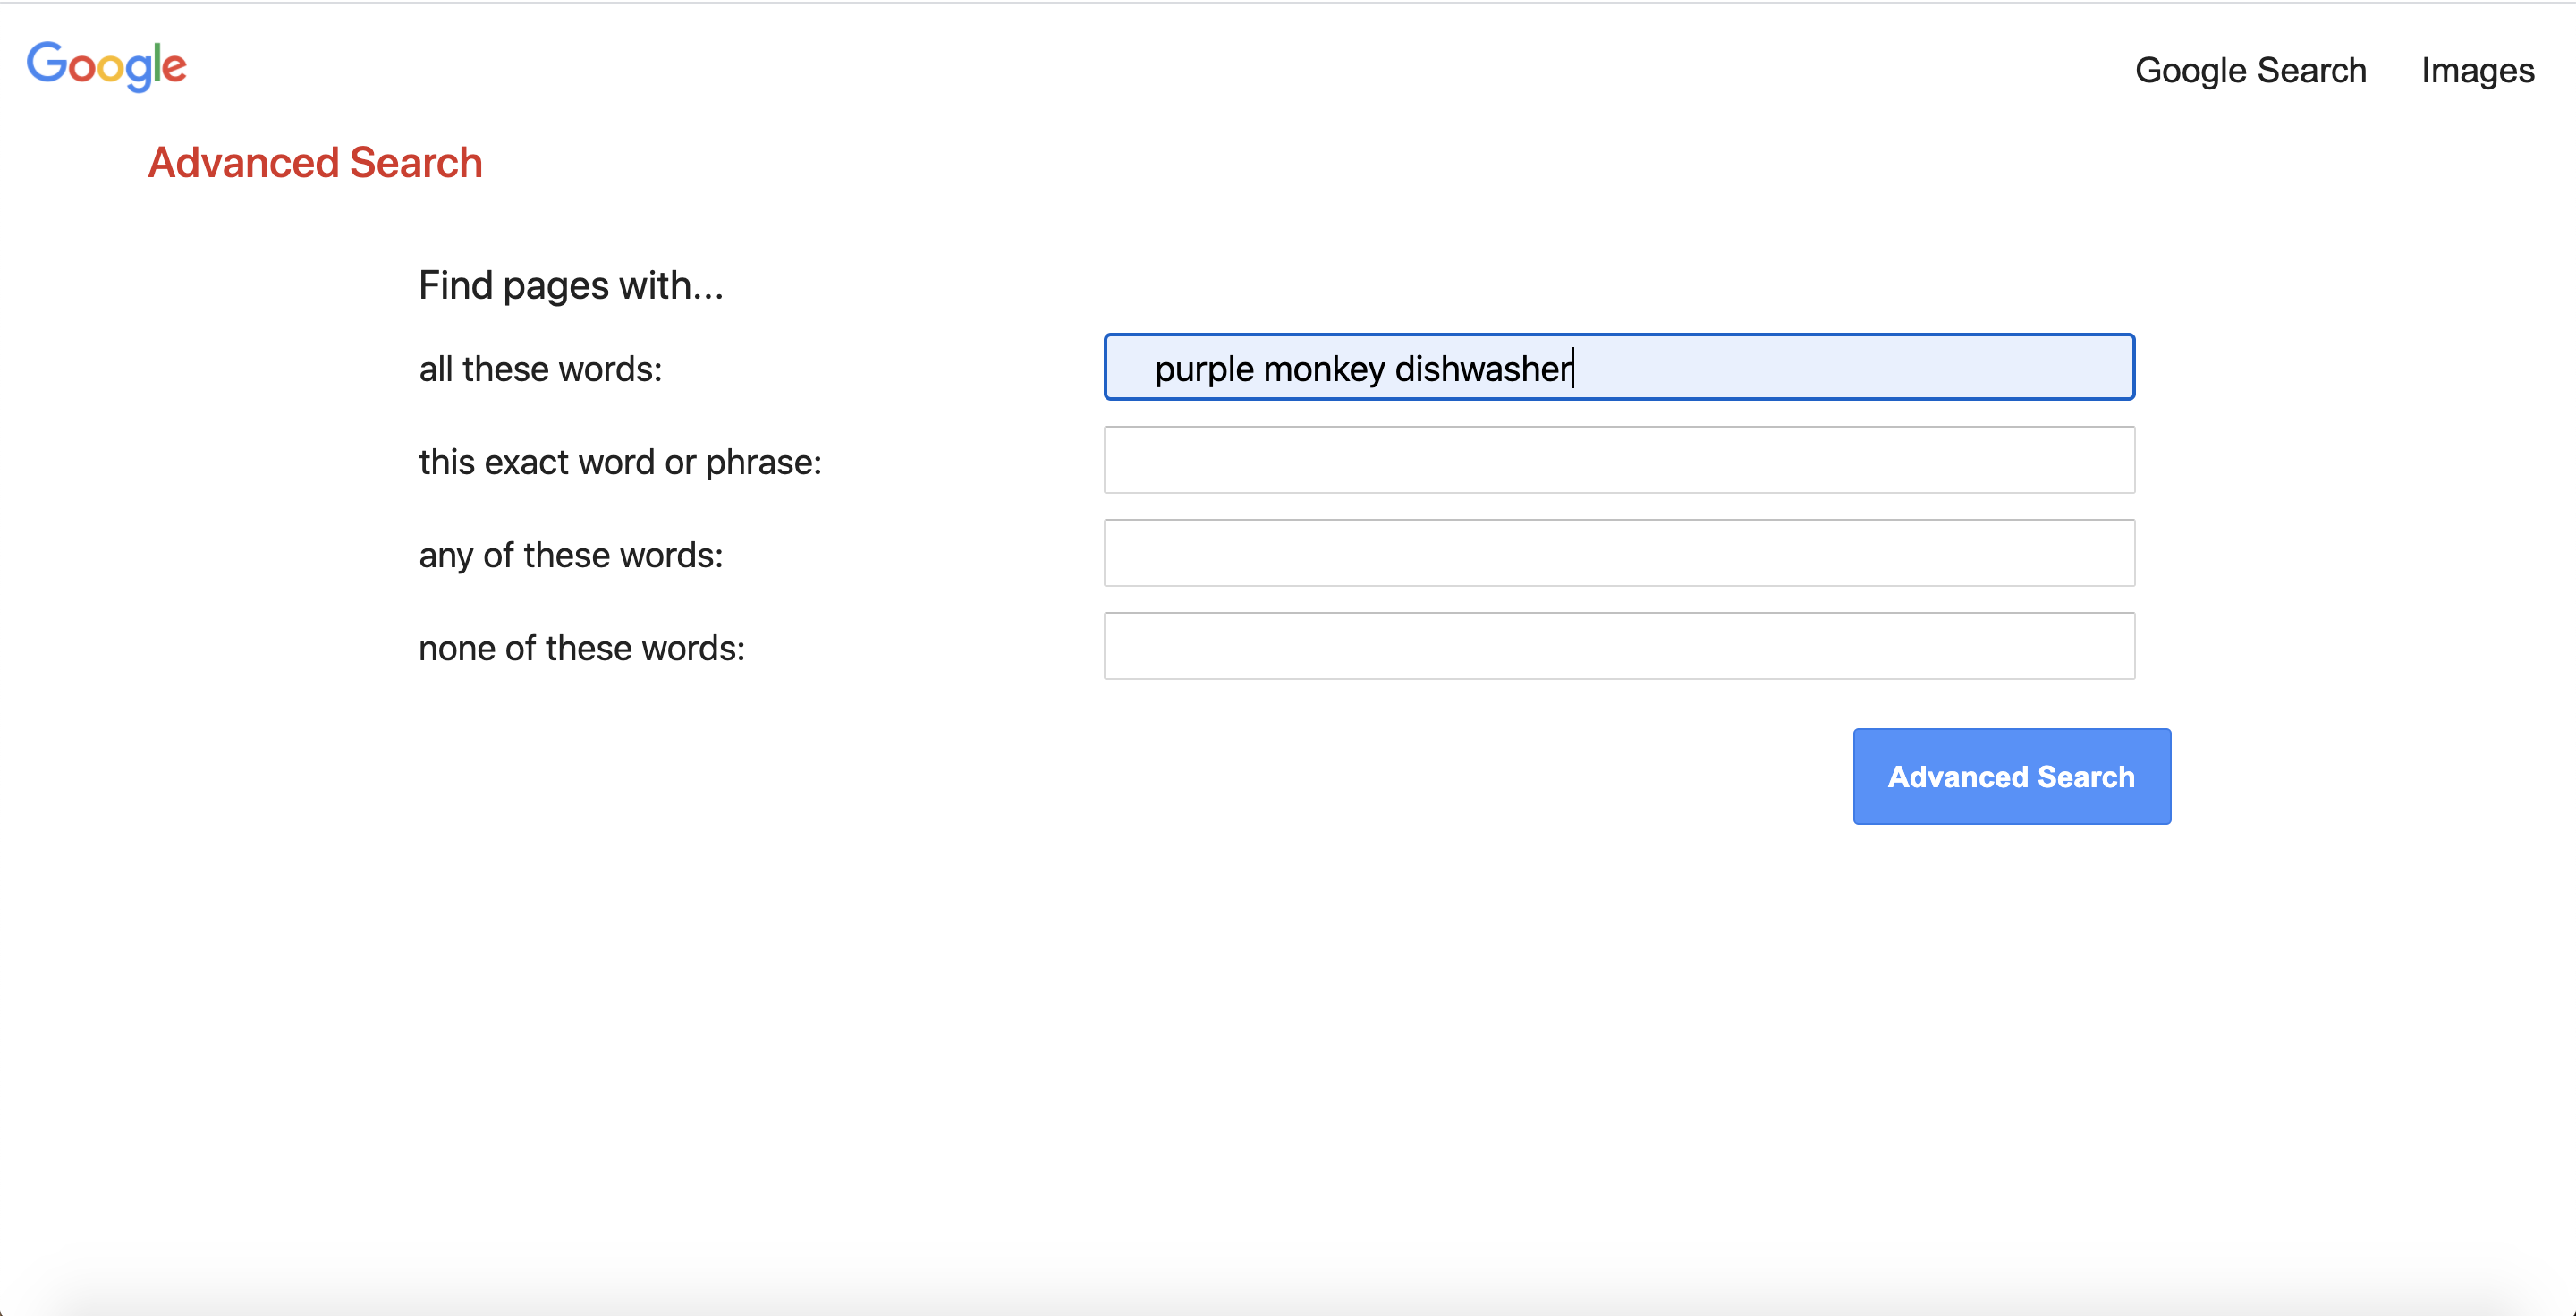 Google
Google Search Images
Advanced Search
Find pages with...
all these words: purple monkey dishwasher
this exact word or phrase:
any of these words:
none of these words:
Advanced Search